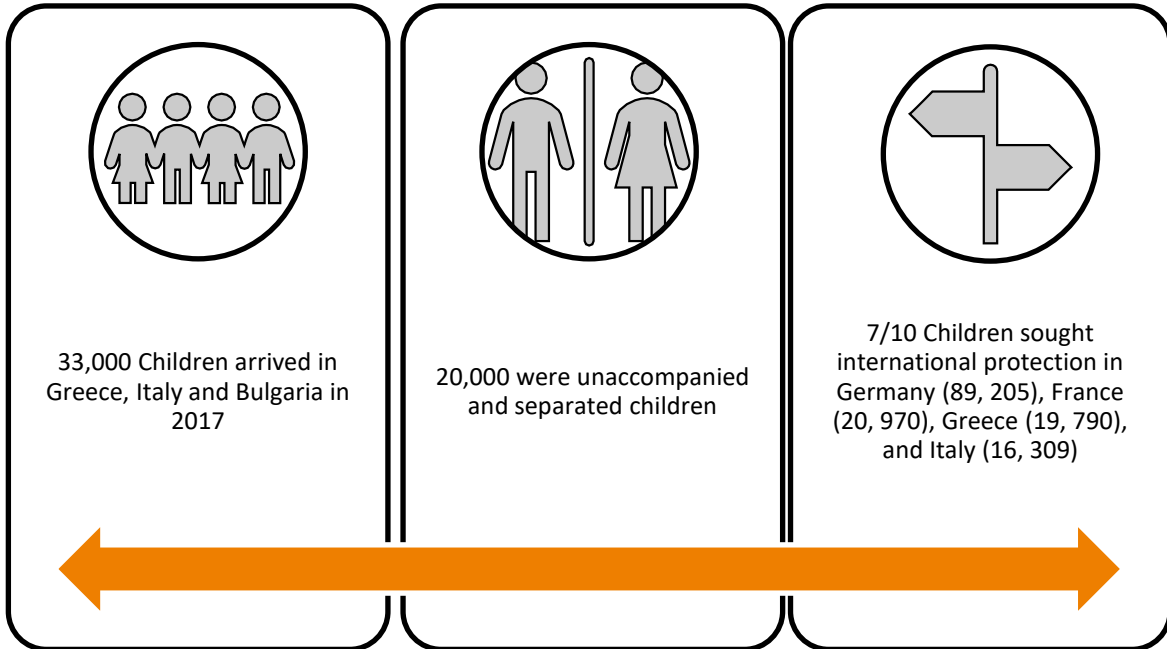 33,000 Children arrived in
Greece, Italy and Bulgaria in
2017
20,000 were unaccompanied
and separated children
7/10 Children sought
international protection in
Germany (89, 205), France
(20, 970), Greece (19, 790),
and Italy (16, 309)